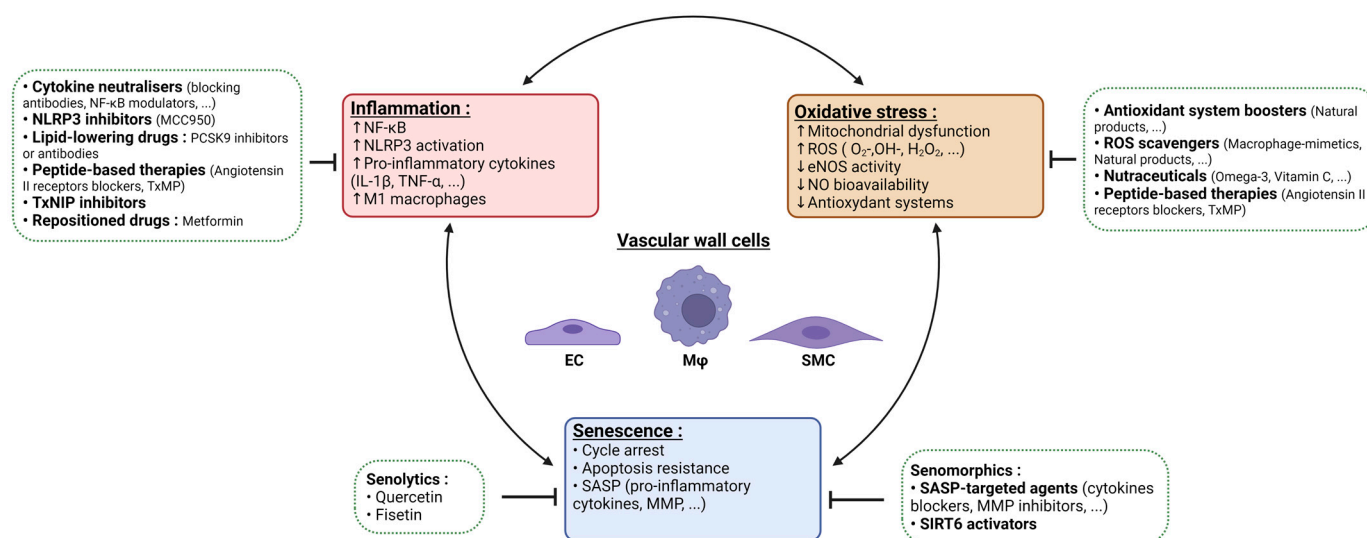 • Cytokine neutralisers (blocking
antibodies, NF-κB modulators, ...)
• NLRP3 inhibitors (MCC950)
• Lipid-lowering drugs : PCSK9 inhibitors
or antibodies
• Peptide-based therapies (Angiotensin
II receptors blockers, TxMP)
• TxNIP inhibitors
• Repositioned drugs : Metformin
Inflammation :
↑NF-κB
↑NLRP3 activation
↑Pro-inflammatory cytokines
(IL-1β, TNF-α, ...)
↑M1 macrophages
Oxidative stress :
↑Mitochondrial dysfunction
↑ROS ( O₂-,OH-, H₂O₂, ...)
↓eNOS activity
↓NO bioavailability
↓Antioxydant systems
• Antioxidant system boosters (Natural
products, ...)
• ROS scavengers (Macrophage-mimetics,
Natural products, ...)
• Nutraceuticals (Omega-3, Vitamin C, ...)
• Peptide-based therapies (Angiotensin II
receptors blockers, TxMP)
Vascular wall cells
EC
Mφ
SMC
Senolytics :
• Quercetin
• Fisetin
Senescence :
• Cycle arrest
• Apoptosis resistance
• SASP (pro-inflammatory
cytokines, MMP, ...)
Senomorphics :
• SASP-targeted agents (cytokines
blockers, MMP inhibitors, ...)
• SIRT6 activators